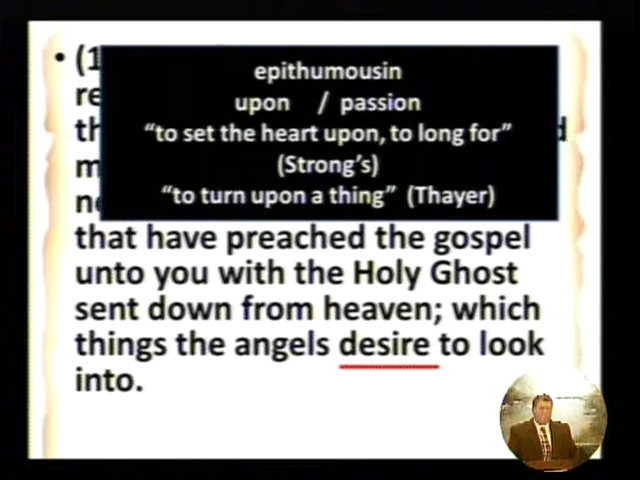 • (1
re
epithumousin
upon / passion
th
“to set the heart upon, to long for”
d
m
(Strong’s)
ne
“to turn upon a thing” (Thayer)
that have preached the gospel
unto you with the Holy Ghost
sent down from heaven; which
things the angels desire to look
into.